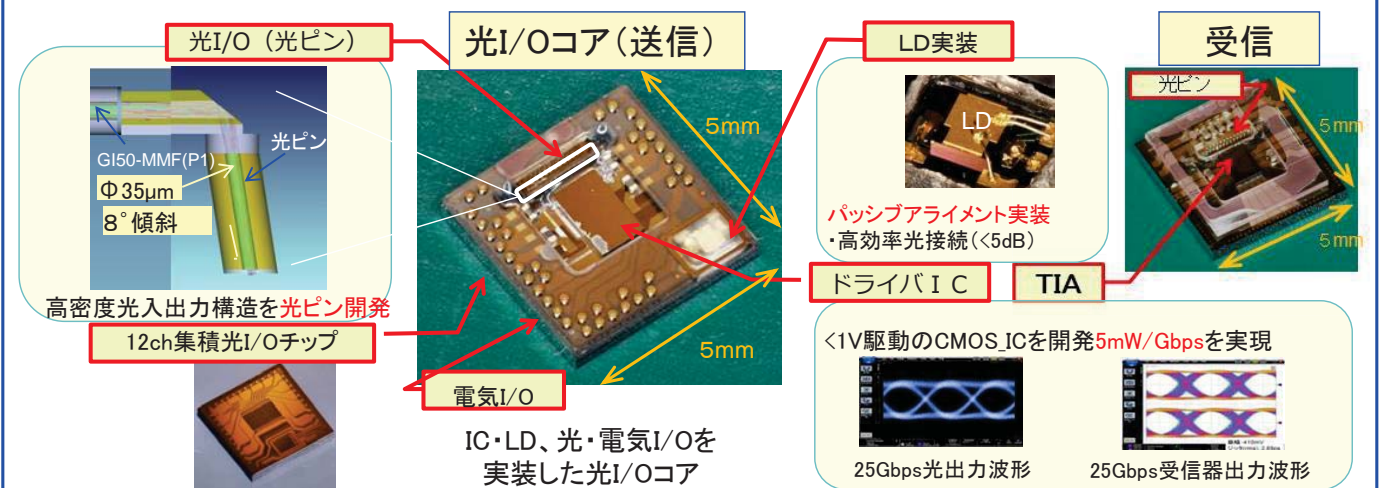 光I/O（光ピン）
GI50-MMF(P1)
Φ35μm
8°傾斜
光ピン
高密度光入出力構造を光ピン開発
12ch集積光I/Oチップ
光I/Oコア（送信）
5mm
5mm
電気I/O
IC・LD、光・電気I/Oを
実装した光I/Oコア
LD実装
LD
パッシブアライメント実装
・高効率光接続(<5dB)
ドライバＩＣ
受信
光ピン
5mm
5mm
TIA
<1V駆動のCMOS_ICを開発5mW/Gbpsを実現
25Gbps光出力波形
25Gbps受信器出力波形